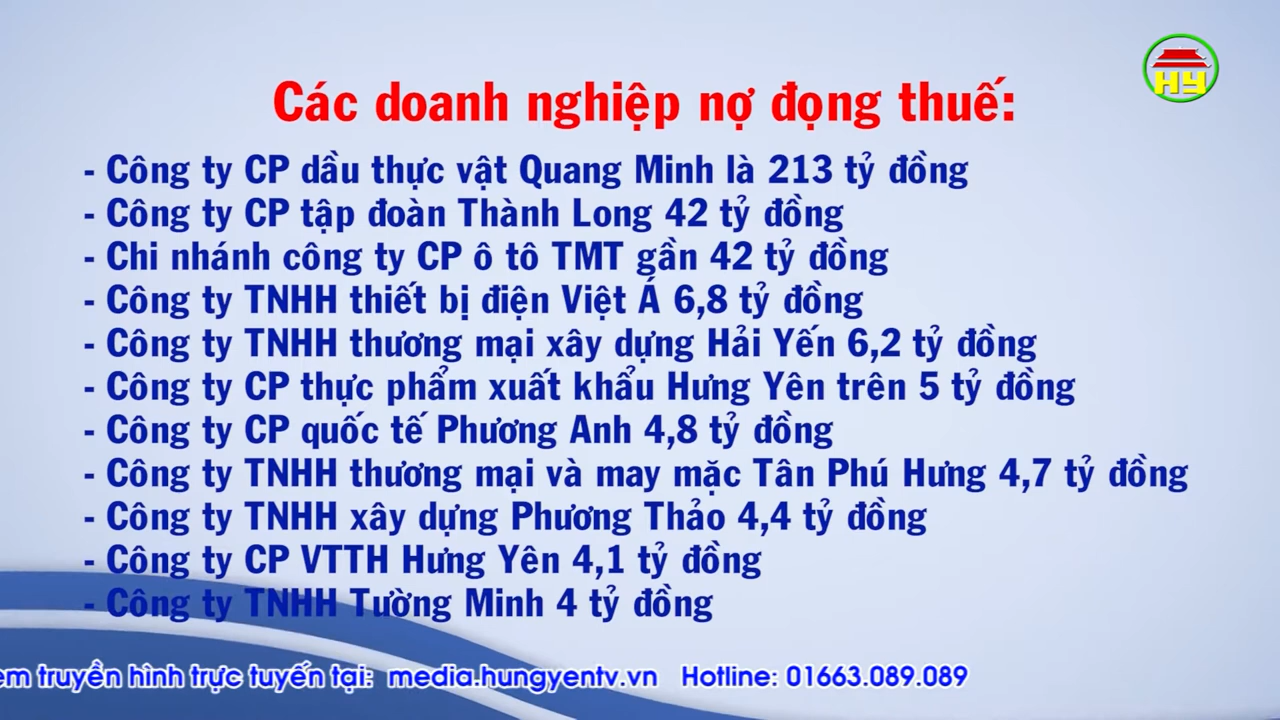 HY
Các doanh nghiệp nợ đọng thuế:
- Công ty CP dầu thực vật Quang Minh là 213 tỷ đồng
- Công ty CP tập đoàn Thành Long 42 tỷ đồng
- Chi nhánh công ty CP ô tô TMT gần 42 tỷ đồng
- Công ty TNHH thiết bị điện Việt Á 6,8 tỷ đồng
- Công ty TNHH thương mại xây dựng Hải Yến 6,2 tỷ đồng
- Công ty CP thực phẩm xuất khẩu Hưng Yên trên 5 tỷ đồng
- Công ty CP quốc tế Phương Anh 4,8 tỷ đồng
- Công ty TNHH thương mại và may mặc Tân Phú Hưng 4,7 tỷ đồng
- Công ty TNHH xây dựng Phương Thảo 4,4 tỷ đồng
- Công ty CP VTTH Hưng Yên 4,1 tỷ đồng
- Công ty TNHH Tường Minh 4 tỷ đồng
em truyền hình trực tuyến tại: media.hungyentv.vn Hotline: 01663.089.089